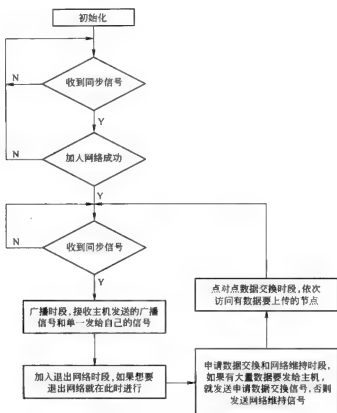 初始化
N
收到同步信号
Y
N
加入网络成功
Y
N
收到同步信号
Y
广播时段,接收主机发送的广播
信号和单一发给自己的信号
加入退出网络时段,如果想要
退出网络就在此时进行
申请数据交换和网络维持时段,
如果有大量数据要发给主机,
就发送申请数据交换信号,否则
发送网络维持信号
点对点数据交换时段,依次
访问有数据要上传的节点